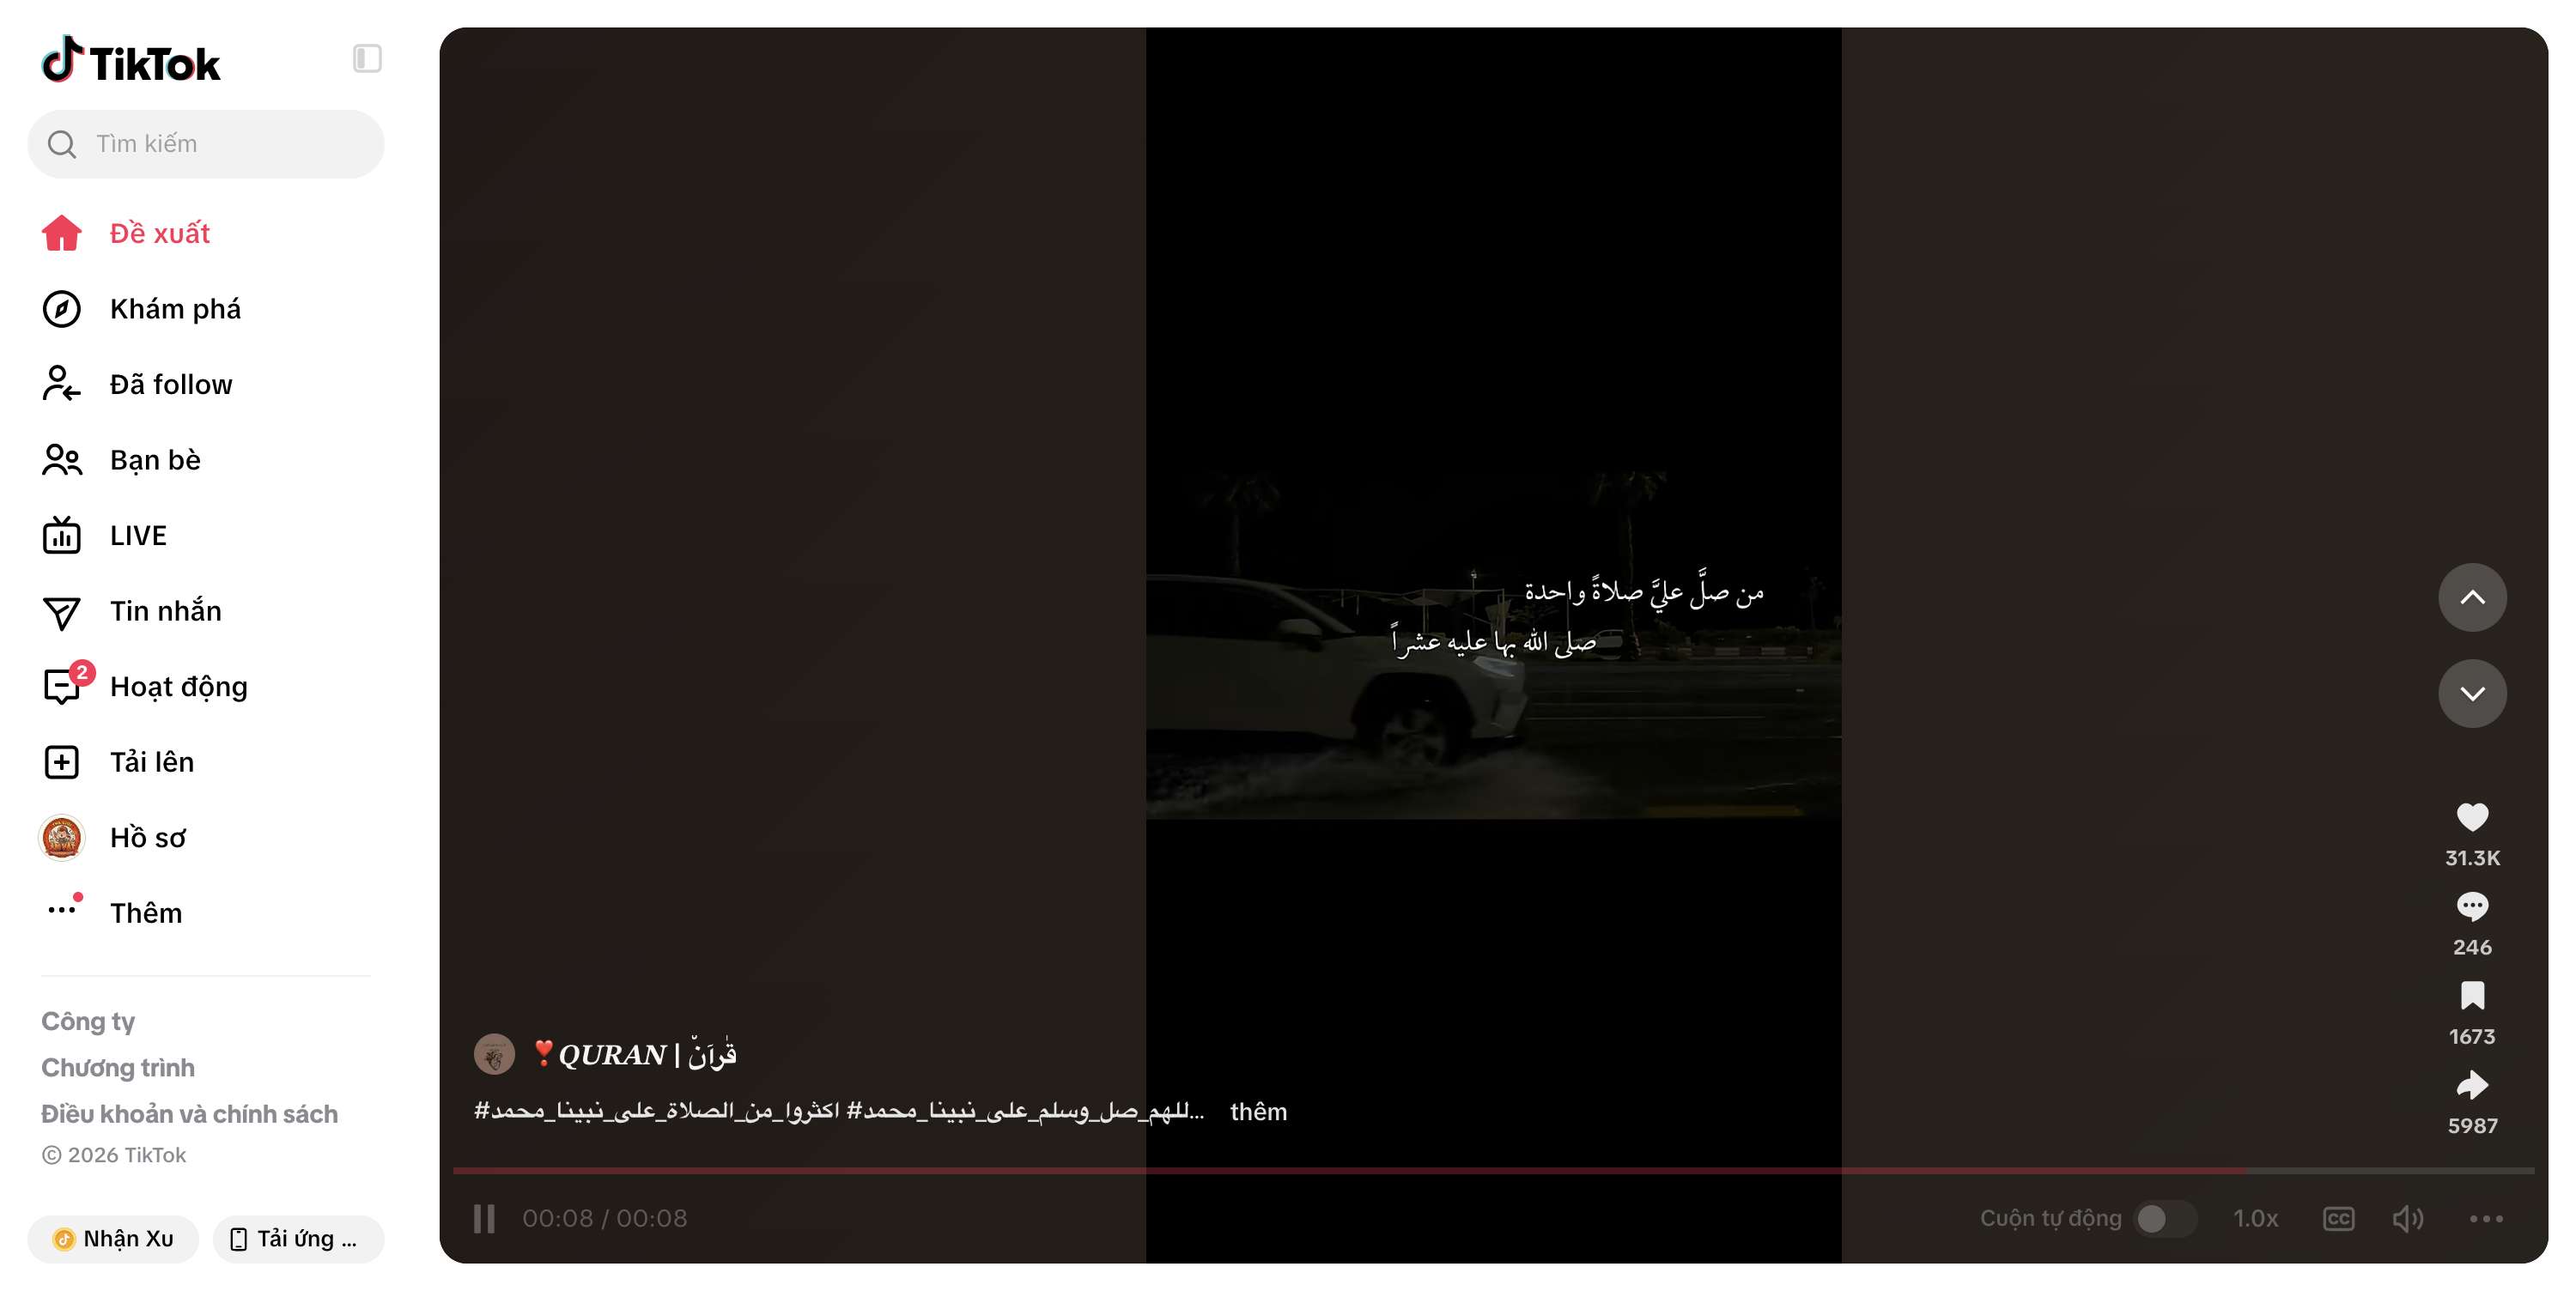 TikTok
Tìm kiếm
Đề xuất
Khám phá
Đã follow
Bạn bè
LIVE
Tin nhắn
2
Hoạt động
Tải lên
Hồ sơ
Thêm
Công ty
Chương trình
Điều khoản và chính sách
© 2026 TikTok
Nhận Xu
Tải ứng ...
من صلَّ عليَّ صلاةً واحدة
صلى الله بها عليه عشراً
❣️QURAN | قُرآنْ
#اكثروا_من_الصلاة_على_نبينا_محمد #للهم_صل_وسلم_على_نبينا_محمد... thêm
31.3K
246
1673
5987
00:08 / 00:08
Cuộn tự động
1.0x
CC